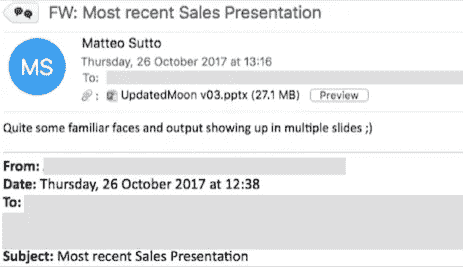 FW: Most recent Sales Presentation
MS
Matteo Sutto
Thursday, 26 October 2017 at 13:16
To:
: UpdatedMoon v03.pptx (27.1 MB) Preview
Quite some familiar faces and output showing up in multiple slides ;)
From:
Date: Thursday, 26 October 2017 at 12:38
To:
Subject: Most recent Sales Presentation